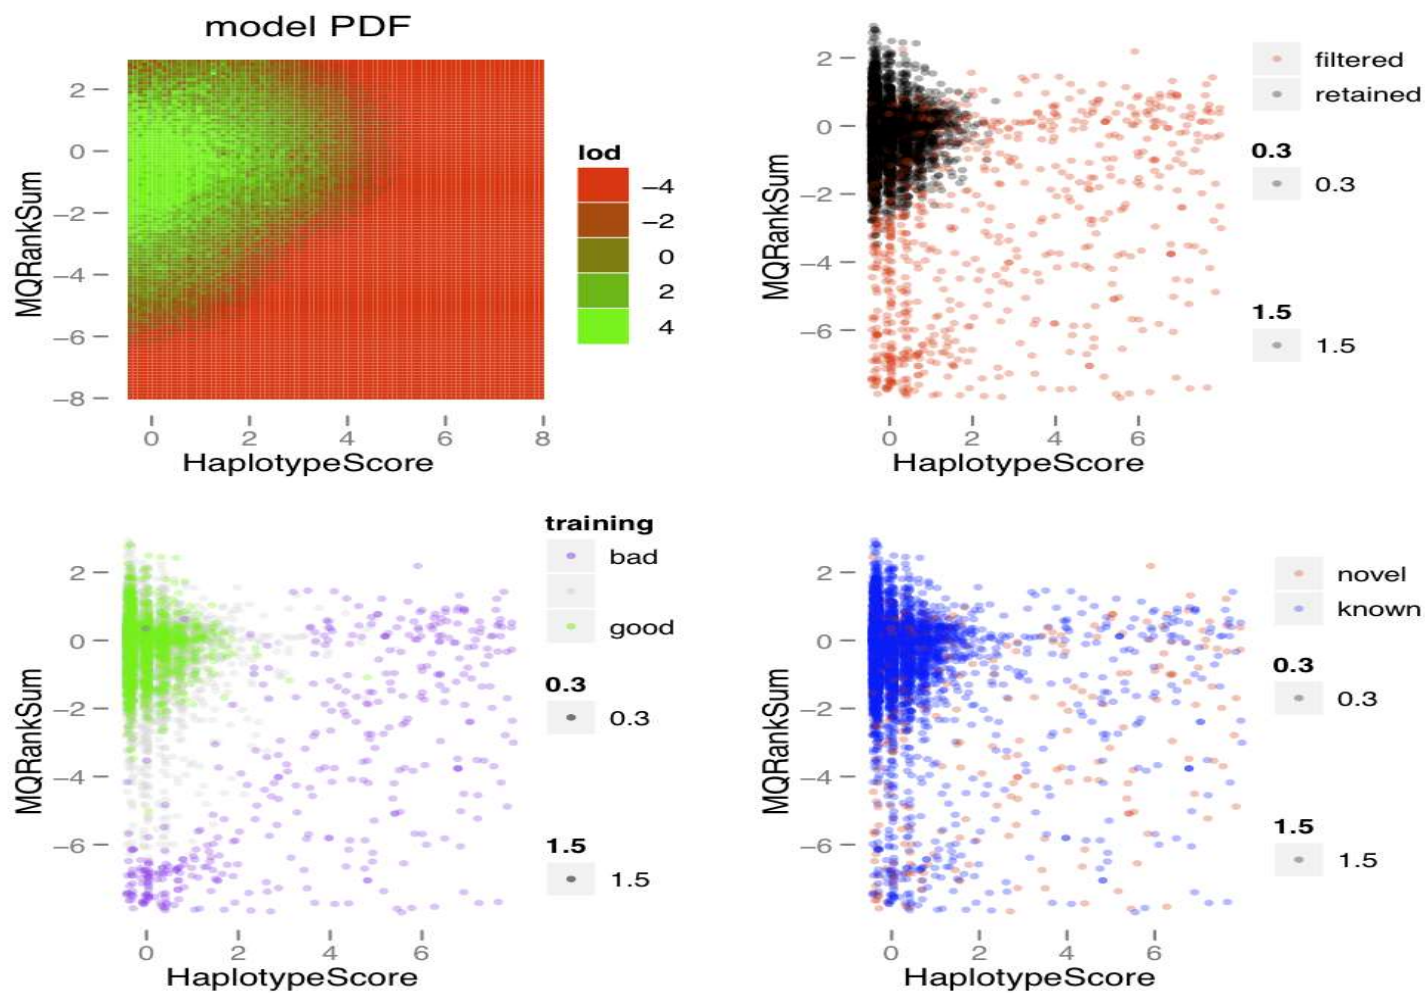 model PDF
2
0
−2
−4
−6
−8
MQRankSum
0 2 4 6 8
HaplotypeScore
lod
−4
−2
0
2
4
2
0
−2
−4
−6
MQRankSum
0 2 4 6
HaplotypeScore
filtered
retained
0.3
0.3
1.5
1.5
2
0
−2
−4
−6
MQRankSum
0 2 4 6
HaplotypeScore
training
bad
good
0.3
0.3
1.5
1.5
2
0
−2
−4
−6
MQRankSum
0 2 4 6
HaplotypeScore
novel
known
0.3
0.3
1.5
1.5